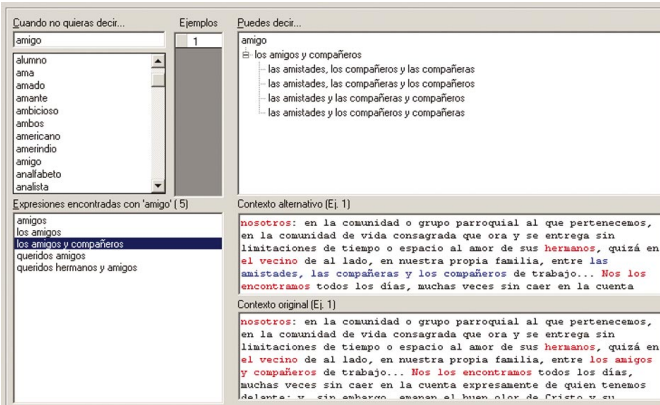 Cuando no quieras decir...
amigo
alumno
ama
amado
amante
ambicioso
ambos
americano
amerindio
amigo
analfabeto
analista
Ejemplos
1
Puedes decir...
amigo
los amigos y compañeros
las amistades, los compañeros y las compañeras
las amistades, las compañeras y los compañeros
las amistades y las compañeras y compañeros
las amistades y los compañeros y compañeras
Expresiones encontradas con 'amigo' ( 5)
amigos
los amigos
los amigos y compañeros
queridos amigos
queridos hermanos y amigos
Contexto alternativo (Ej. 1)
nosotros: en la comunidad o grupo parroquial al que pertenecemos,
en la comunidad de vida consagrada que ora y se entrega sin
limitaciones de tiempo o espacio al amor de sus hermanos, quizá en
el vecino de al lado, en nuestra propia familia, entre las
amistades, las compañeras y los compañeros de trabajo... Nos los
encontramos todos los días, muchas veces sin caer en la cuenta
Contexto original (Ej. 1)
nosotros: en la comunidad o grupo parroquial al que pertenecemos,
en la comunidad de vida consagrada que ora y se entrega sin
limitaciones de tiempo o espacio al amor de sus hermanos, quizá en
el vecino de al lado, en nuestra propia familia, entre los amigos
y compañeros de trabajo... Nos los encontramos todos los días,
muchas veces sin caer en la cuenta expresamente de quien tenemos
delante; y, sin embargo, emanan el buen olor de Cristo y su